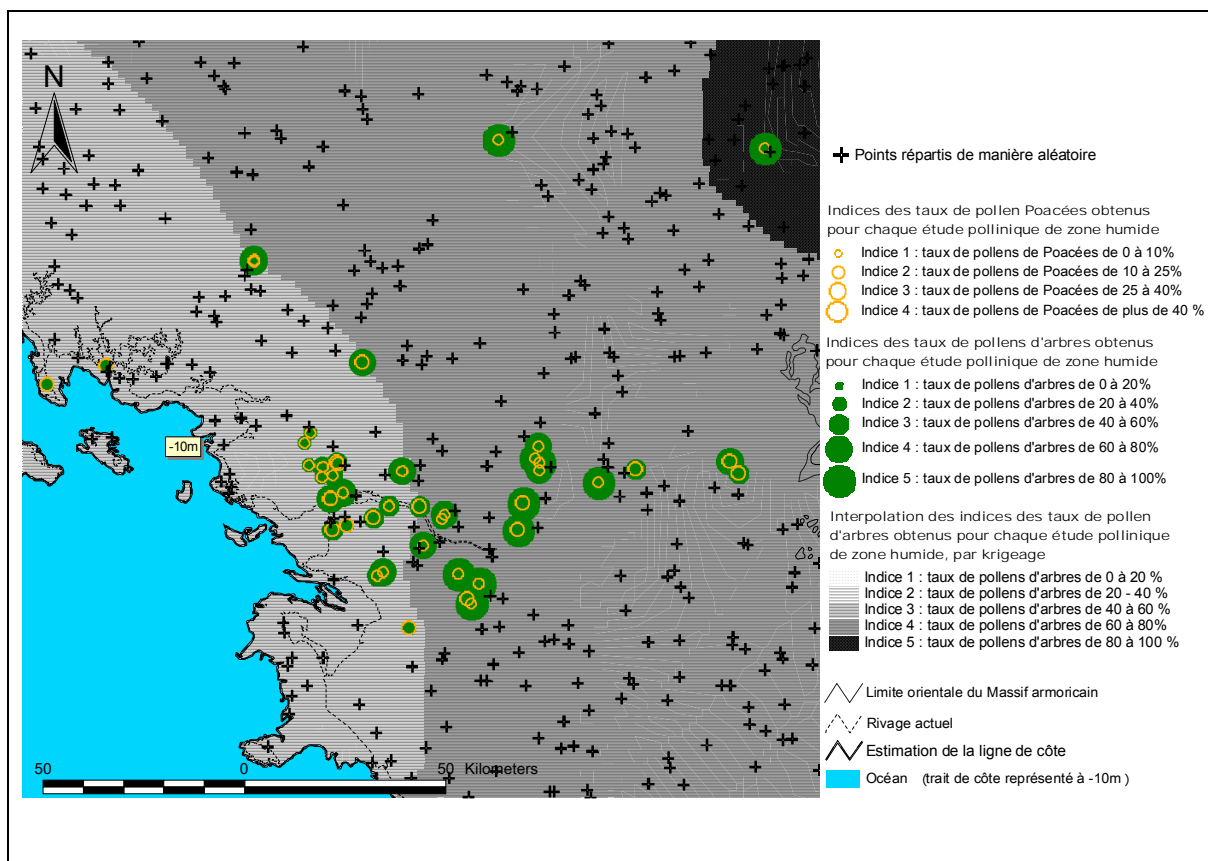 N
-10m
50
0
50
Kilometers
Points répartis de manière aléatoire
Indices des taux de pollen Poacées obtenus
pour chaque étude pollinique de zone humide
Indice 1 : taux de pollens de Poacées de 0 à 10%
Indice 2 : taux de pollens de Poacées de 10 à 25%
Indice 3 : taux de pollens de Poacées de 25 à 40%
Indice 4 : taux de pollens de Poacées de plus de 40 %
Indices des taux de pollens d'arbres obtenus
pour chaque étude pollinique de zone humide
Indice 1 : taux de pollens d'arbres de 0 à 20%
Indice 2 : taux de pollens d'arbres de 20 à 40%
Indice 3 : taux de pollens d'arbres de 40 à 60%
Indice 4 : taux de pollens d'arbres de 60 à 80%
Indice 5 : taux de pollens d'arbres de 80 à 100%
Interpolation des indices des taux de pollen
d'arbres obtenus pour chaque étude pollinique
de zone humide, par krigeage
Indice 1 : taux de pollens d'arbres de 0 à 20 %
Indice 2 : taux de pollens d'arbres de 20 - 40 %
Indice 3 : taux de pollens d'arbres de 40 à 60 %
Indice 4 : taux de pollens d'arbres de 60 à 80%
Indice 5 : taux de pollens d'arbres de 80 à 100 %
Limite orientale du Massif armoricain
Rivage actuel
Estimation de la ligne de côte
Océan (trait de côte représenté à -10m )